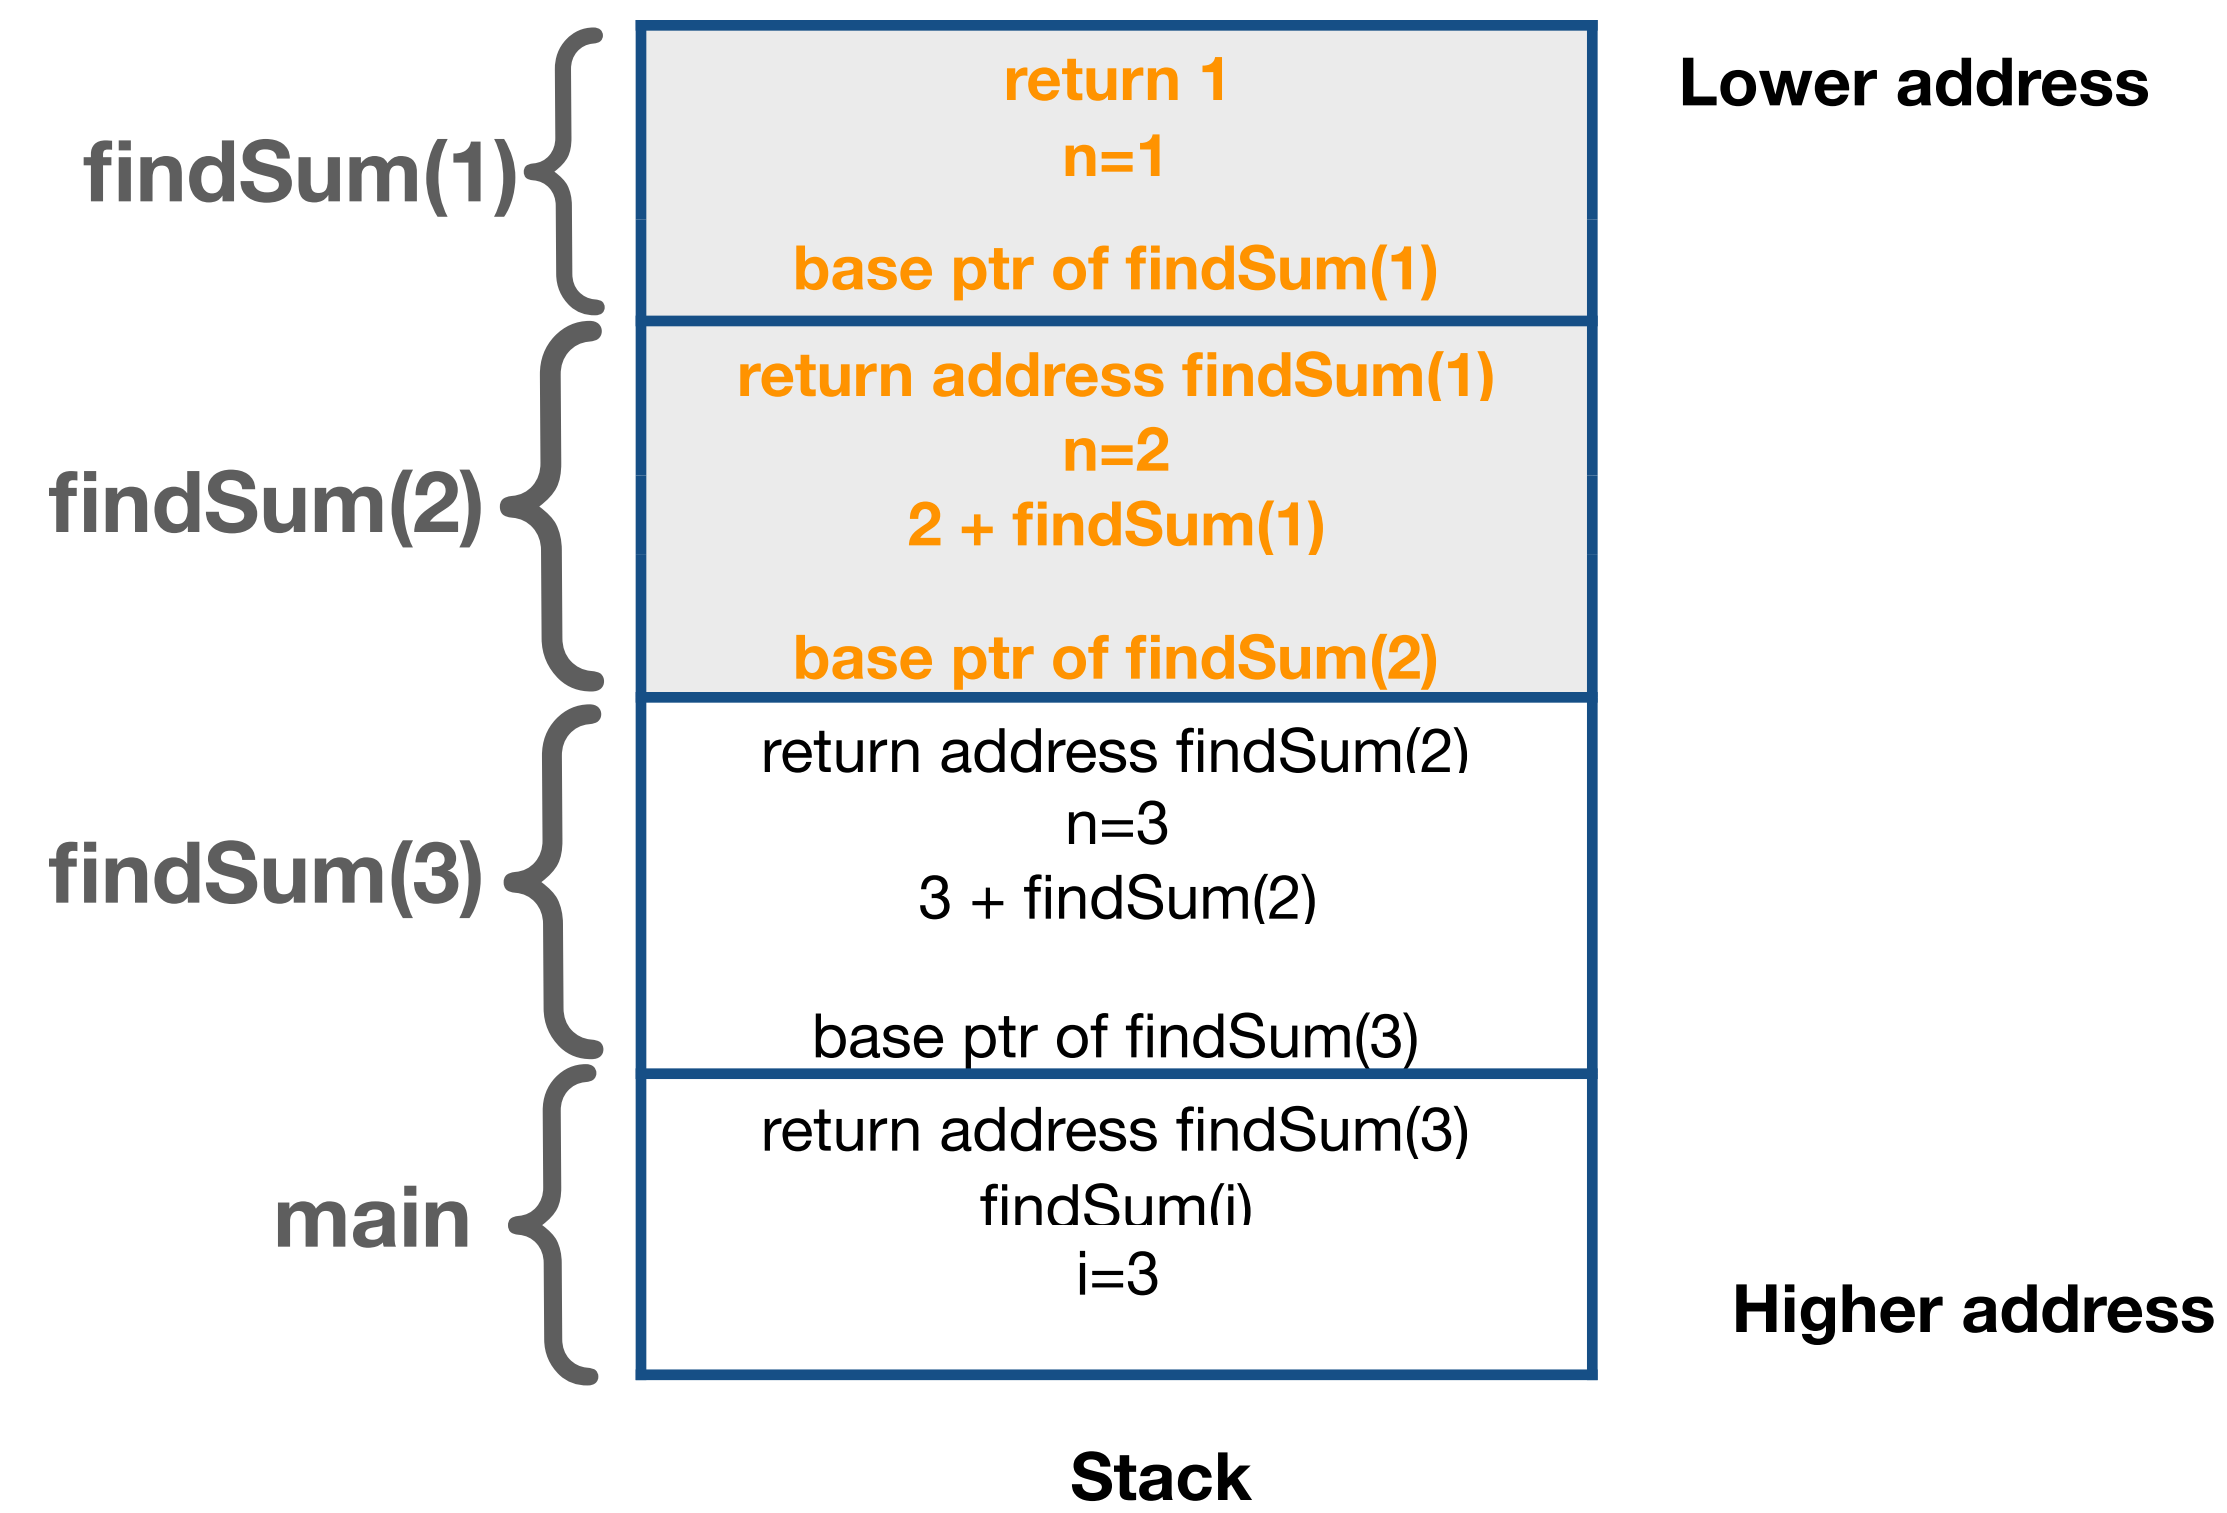 return 1
Lower address
n=1
findSum(1)
base ptr of findSum(1)
return address findSum(1)
n=2
findSum(2)
2 + findSum(1)
base ptr of findSum(2)
return address findSum(2)
n=3
findSum(3)
3 + findSum(2)
base ptr of findSum(3)
return address findSum(3)
findSum(i)
main
i=3
Higher address
Stack